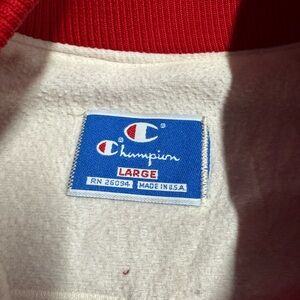 Champion
LARGE
RN 26094 MADE IN U.S.A.